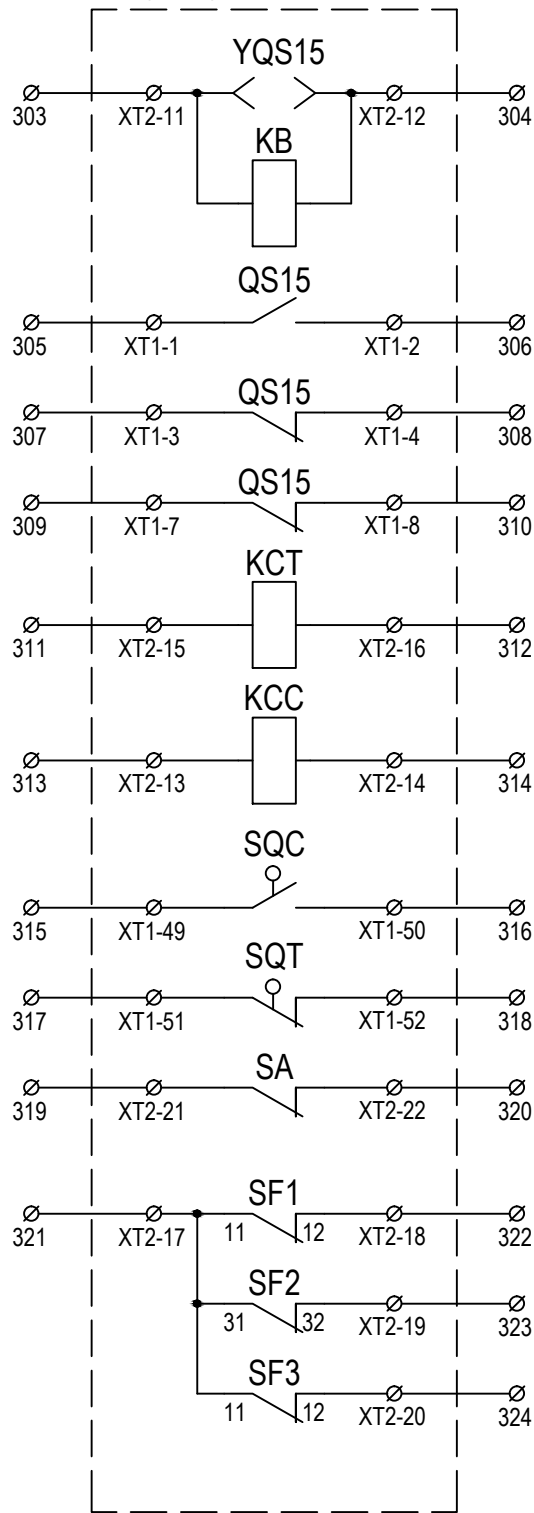 YQS15
303 XT2-11 XT2-12 304
KB
QS15
305 XT1-1 XT1-2 306
QS15
307 XT1-3 XT1-4 308
QS15
309 XT1-7 XT1-8 310
KCT
311 XT2-15 XT2-16 312
KCC
313 XT2-13 XT2-14 314
SQC
315 XT1-49 XT1-50 316
SQT
317 XT1-51 XT1-52 318
SA
319 XT2-21 XT2-22 320
SF1
321 XT2-17 11 12 XT2-18 322
SF2
31 32 XT2-19 323
SF3
11 12 XT2-20 324